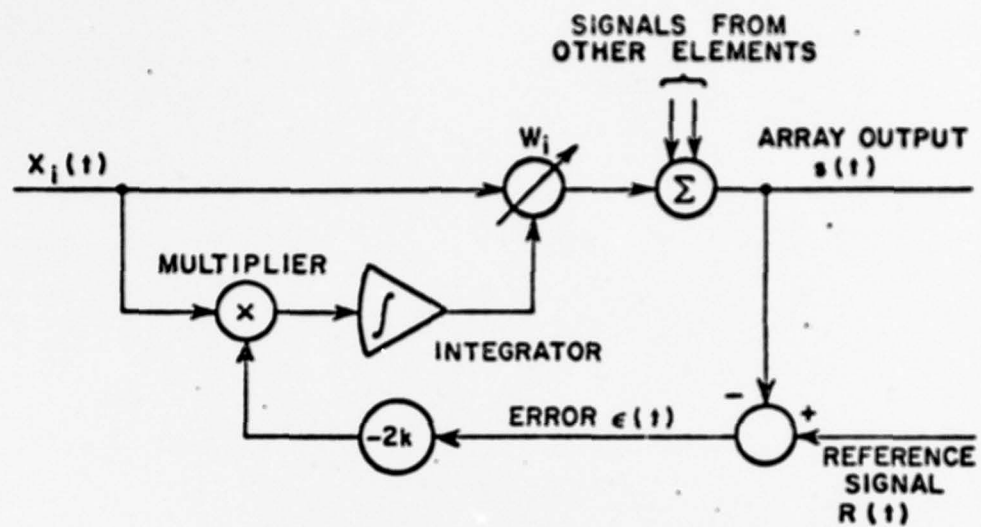 SIGNALS FROM
OTHER ELEMENTS
ARRAY OUTPUT
s(t)
Wi
Xi(t)
Σ
MULTIPLIER
×
∫
INTEGRATOR
-
+
ERROR ϵ(t)
-2k
REFERENCE
SIGNAL
R(t)